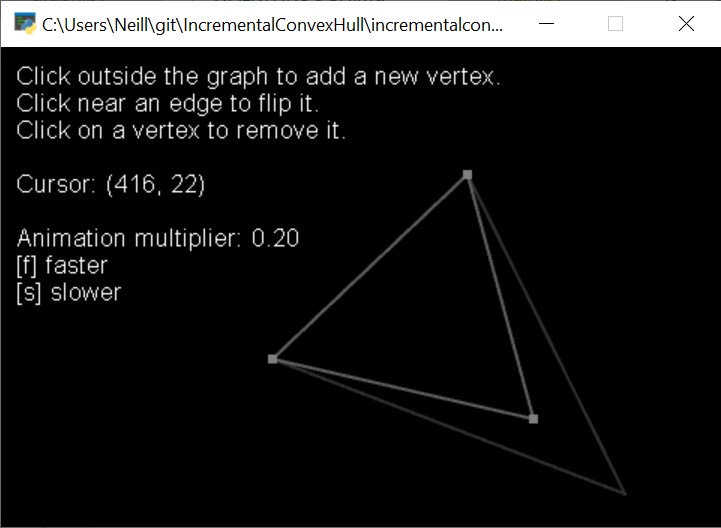 C:\Users\Neill\git\IncrementalConvexHull\incrementalcon...
Click outside the graph to add a new vertex.
Click near an edge to flip it.
Click on a vertex to remove it.
Cursor: (416, 22)
Animation multiplier: 0.20
[f] faster
[s] slower